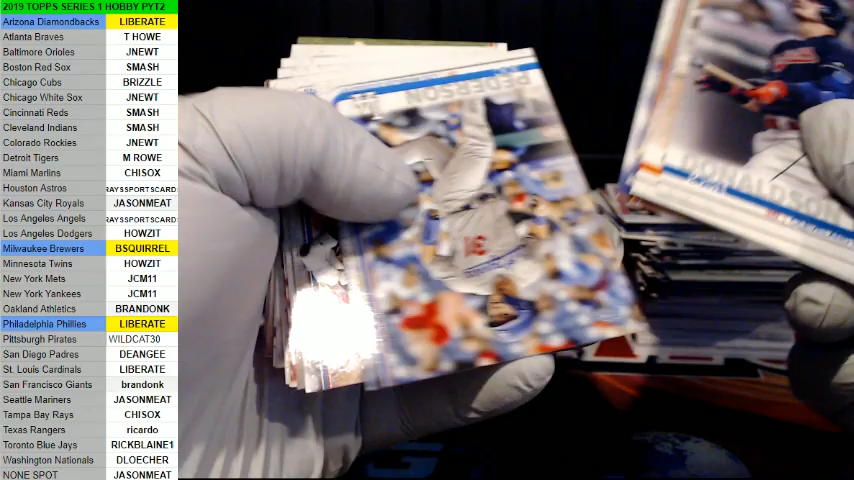 2019 TOPPS SERIES 1 HOBBY PYT2
Arizona Diamondbacks LIBERATE
Atlanta Braves T HOWE
Baltimore Orioles JNEWT
Boston Red Sox SMASH
Chicago Cubs BRIZZLE
Chicago White Sox JNEWT
Cincinnati Reds SMASH
Cleveland Indians SMASH
Colorado Rockies JNEWT
Detroit Tigers M ROWE
Miami Marlins CHISOX
Houston Astros RAYSSPORTSCARD
Kansas City Royals JASONMEAT
Los Angeles Angels RAYSSPORTSCARD
Los Angeles Dodgers HOWZIT
Milwaukee Brewers BSQUIRREL
Minnesota Twins HOWZIT
New York Mets JCM11
New York Yankees JCM11
Oakland Athletics BRANDONK
Philadelphia Phillies LIBERATE
Pittsburgh Pirates WILDCAT30
San Diego Padres DEANGEE
St. Louis Cardinals LIBERATE
San Francisco Giants brandonk
Seattle Mariners JASONMEAT
Tampa Bay Rays CHISOX
Texas Rangers ricardo
Toronto Blue Jays RICKBLAINE1
Washington Nationals DLOECHER
NONE SPOT JASONMEAT
PEDERSON
31
DONALDSON